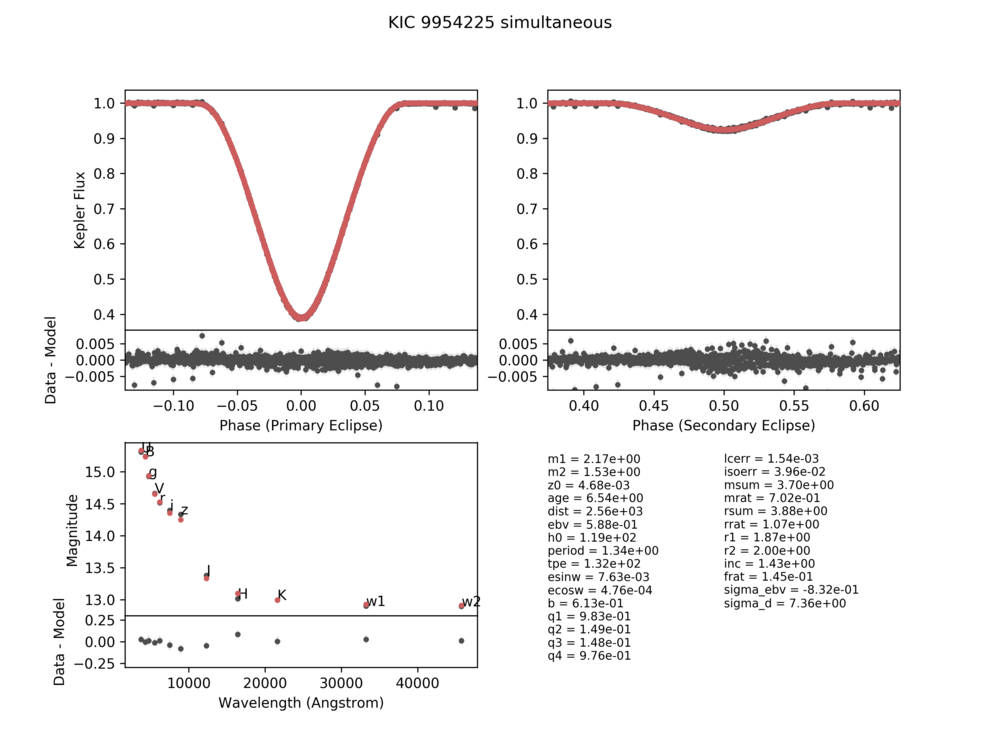 KIC 9954225 simultaneous
1.0
0.9
0.8
0.7
0.6
0.5
0.4
Kepler Flux
1.0
0.9
0.8
0.7
0.6
0.5
0.4
0.005
0.000
−0.005
Data - Model
0.005
0.000
−0.005
−0.10 −0.05 0.00 0.05 0.10
Phase (Primary Eclipse)
0.40 0.45 0.50 0.55 0.60
Phase (Secondary Eclipse)
15.0
14.5
14.0
13.5
13.0
Magnitude
B
g
V
r
i
z
J
H
K
w1
w2
0.25
0.00
−0.25
Data - Model
10000 20000 30000 40000
Wavelength (Angstrom)
m1 = 2.17e+00
m2 = 1.53e+00
z0 = 4.68e-03
age = 6.54e+00
dist = 2.56e+03
ebv = 5.88e-01
h0 = 1.19e+02
period = 1.34e+00
tpe = 1.32e+02
esinw = 7.63e-03
ecosw = 4.76e-04
b = 6.13e-01
q1 = 9.83e-01
q2 = 1.49e-01
q3 = 1.48e-01
q4 = 9.76e-01
lcerr = 1.54e-03
isoerr = 3.96e-02
msum = 3.70e+00
mrat = 7.02e-01
rsum = 3.88e+00
rrat = 1.07e+00
r1 = 1.87e+00
r2 = 2.00e+00
inc = 1.43e+00
frat = 1.45e-01
sigma_ebv = -8.32e-01
sigma_d = 7.36e+00